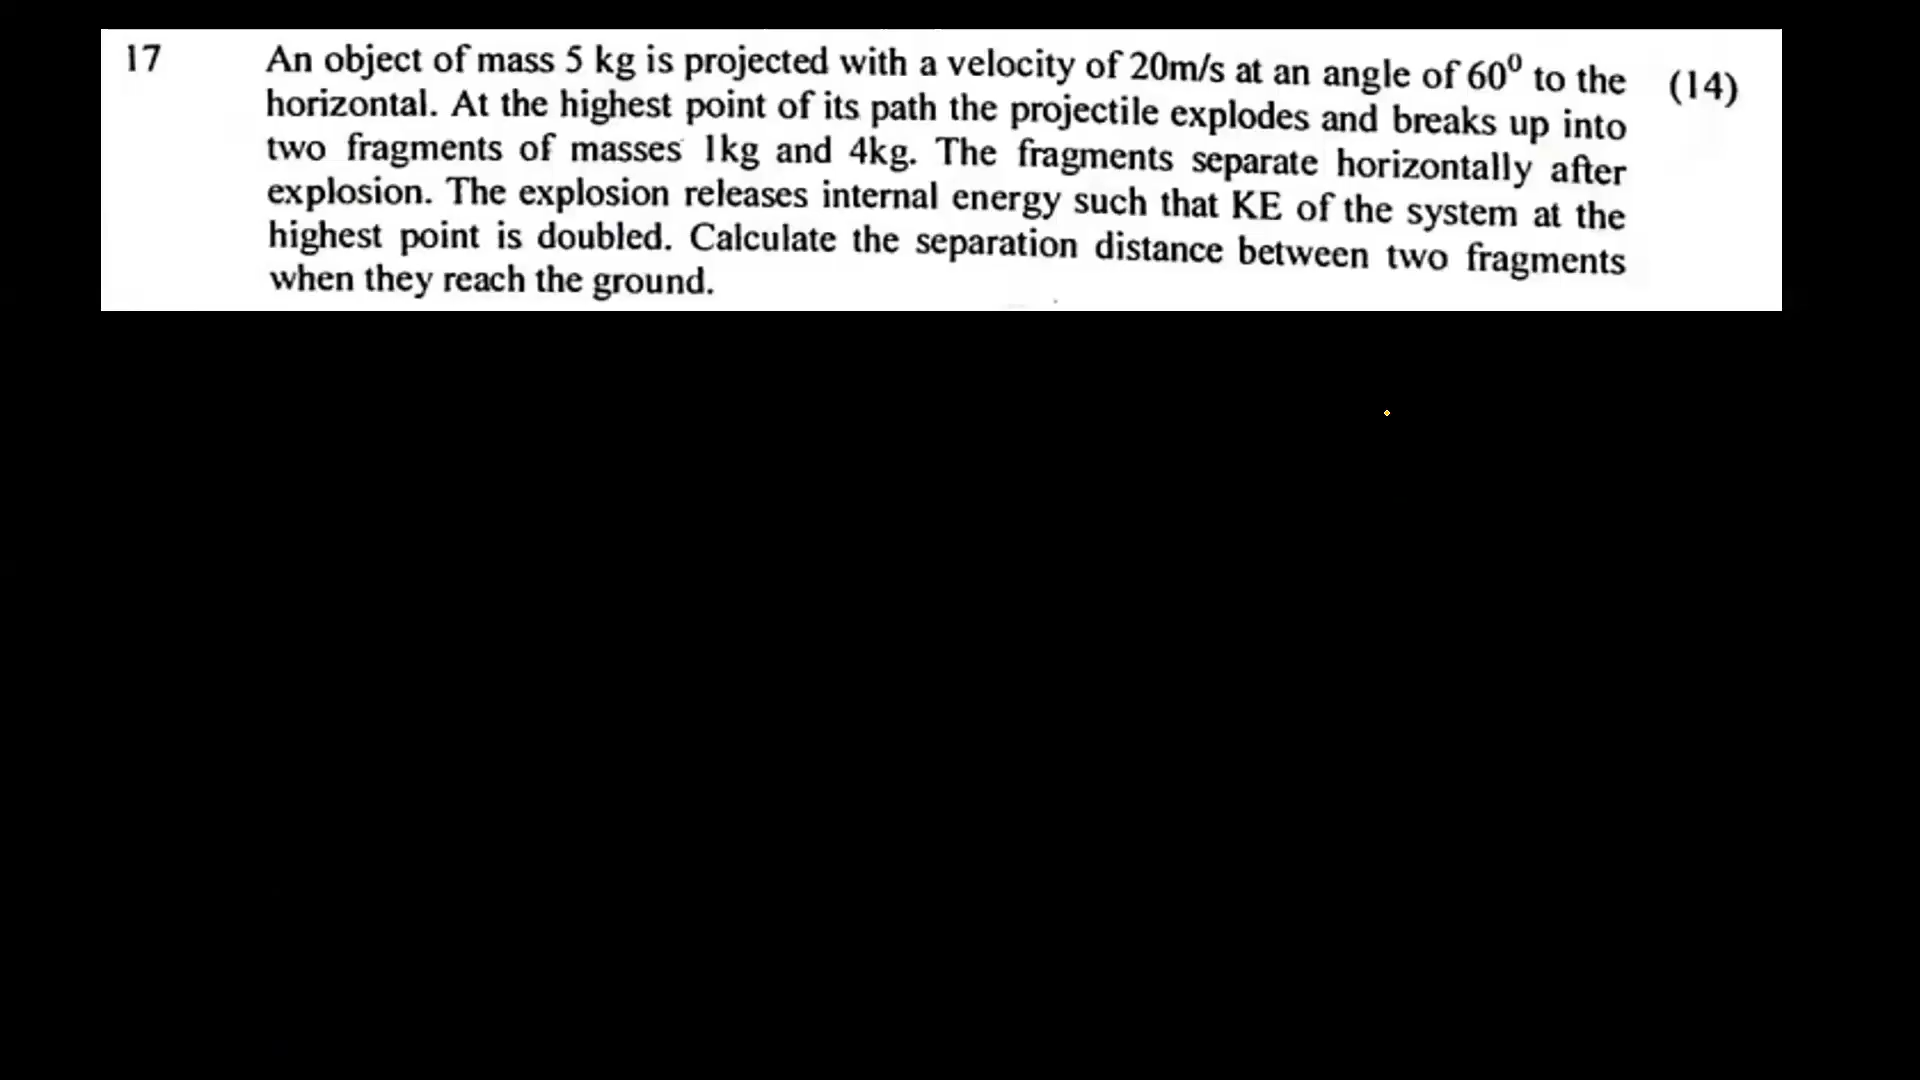 17 An object of mass 5 kg is projected with a velocity of 20m/s at an angle of 60⁰ to the (14)
horizontal. At the highest point of its path the projectile explodes and breaks up into
two fragments of masses 1kg and 4kg. The fragments separate horizontally after
explosion. The explosion releases internal energy such that KE of the system at the
highest point is doubled. Calculate the separation distance between two fragments
when they reach the ground.